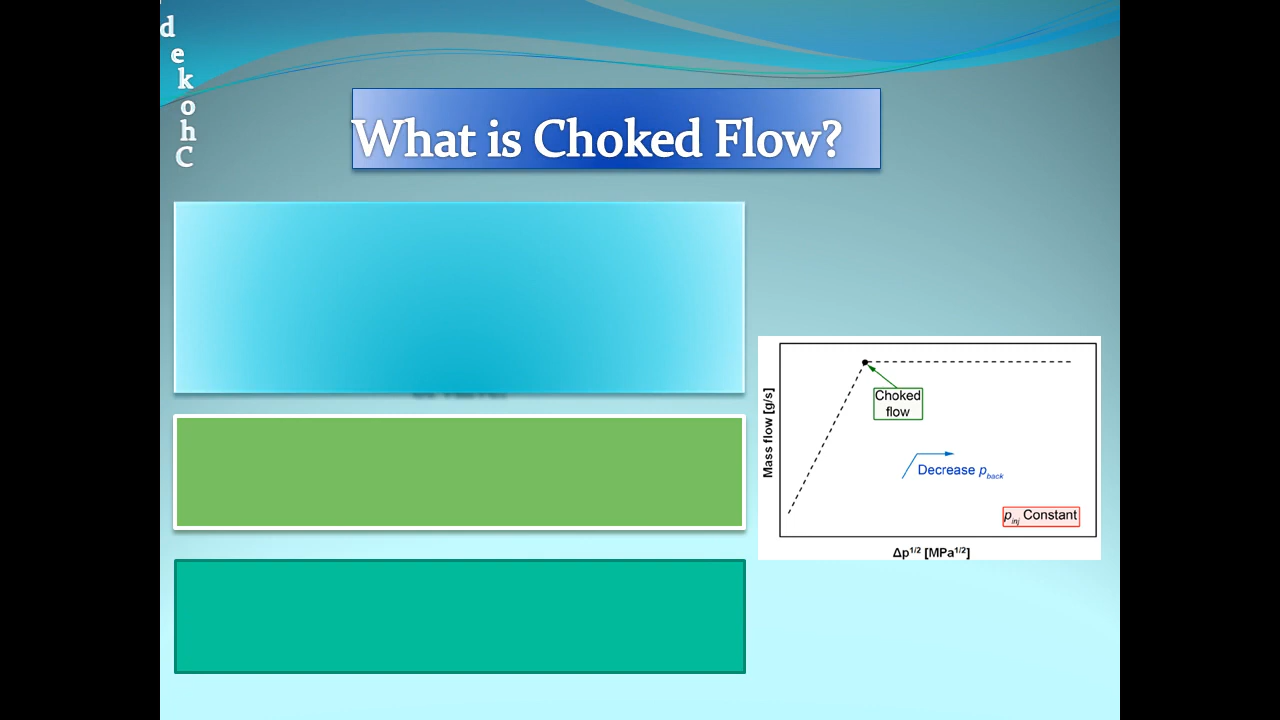 d
e
k
o
h
C
What is Choked Flow?
Mass flow [g/s]
Choked
flow
Decrease p_back
p_inj Constant
Δp^1/2 [MPa^1/2]